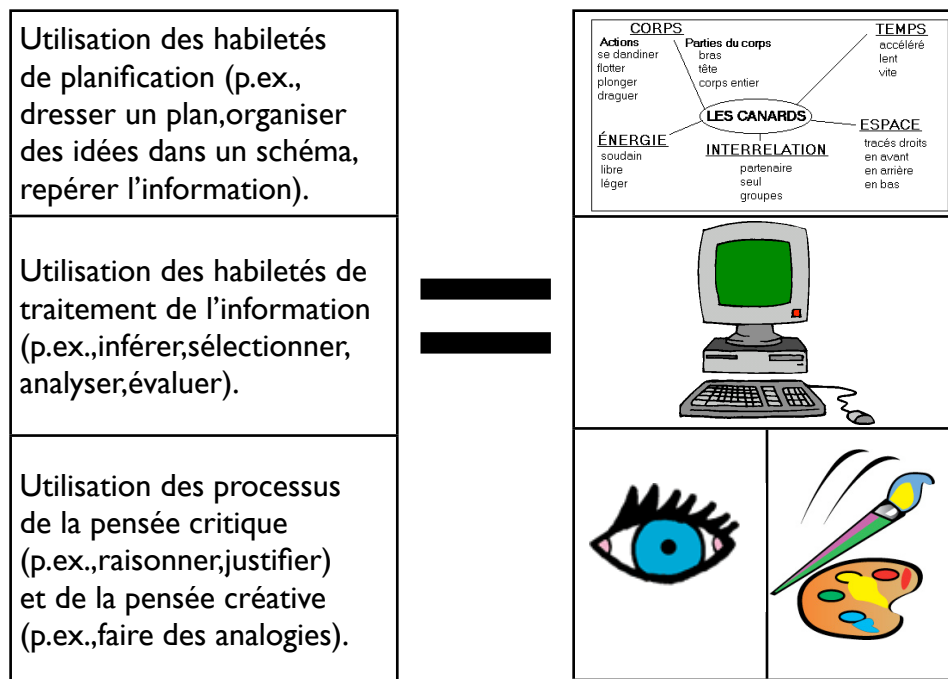 Utilisation des habiletés
de planification (p.ex.,
dresser un plan,organiser
des idées dans un schéma,
repérer l'information).
CORPS
Actions
se dandiner
flotter
plonger
draguer
Parties du corps
bras
tête
corps entier
TEMPS
accéléré
lent
vite
LES CANARDS
ÉNERGIE
soudain
libre
léger
INTERRELATION
partenaire
seul
groupes
ESPACE
tracés droits
en avant
en arrière
en bas
Utilisation des habiletés de
traitement de l'information
(p.ex.,inférer,sélectionner,
analyser,évaluer).
Utilisation des processus
de la pensée critique
(p.ex.,raisonner,justifier)
et de la pensée créative
(p.ex.,faire des analogies).